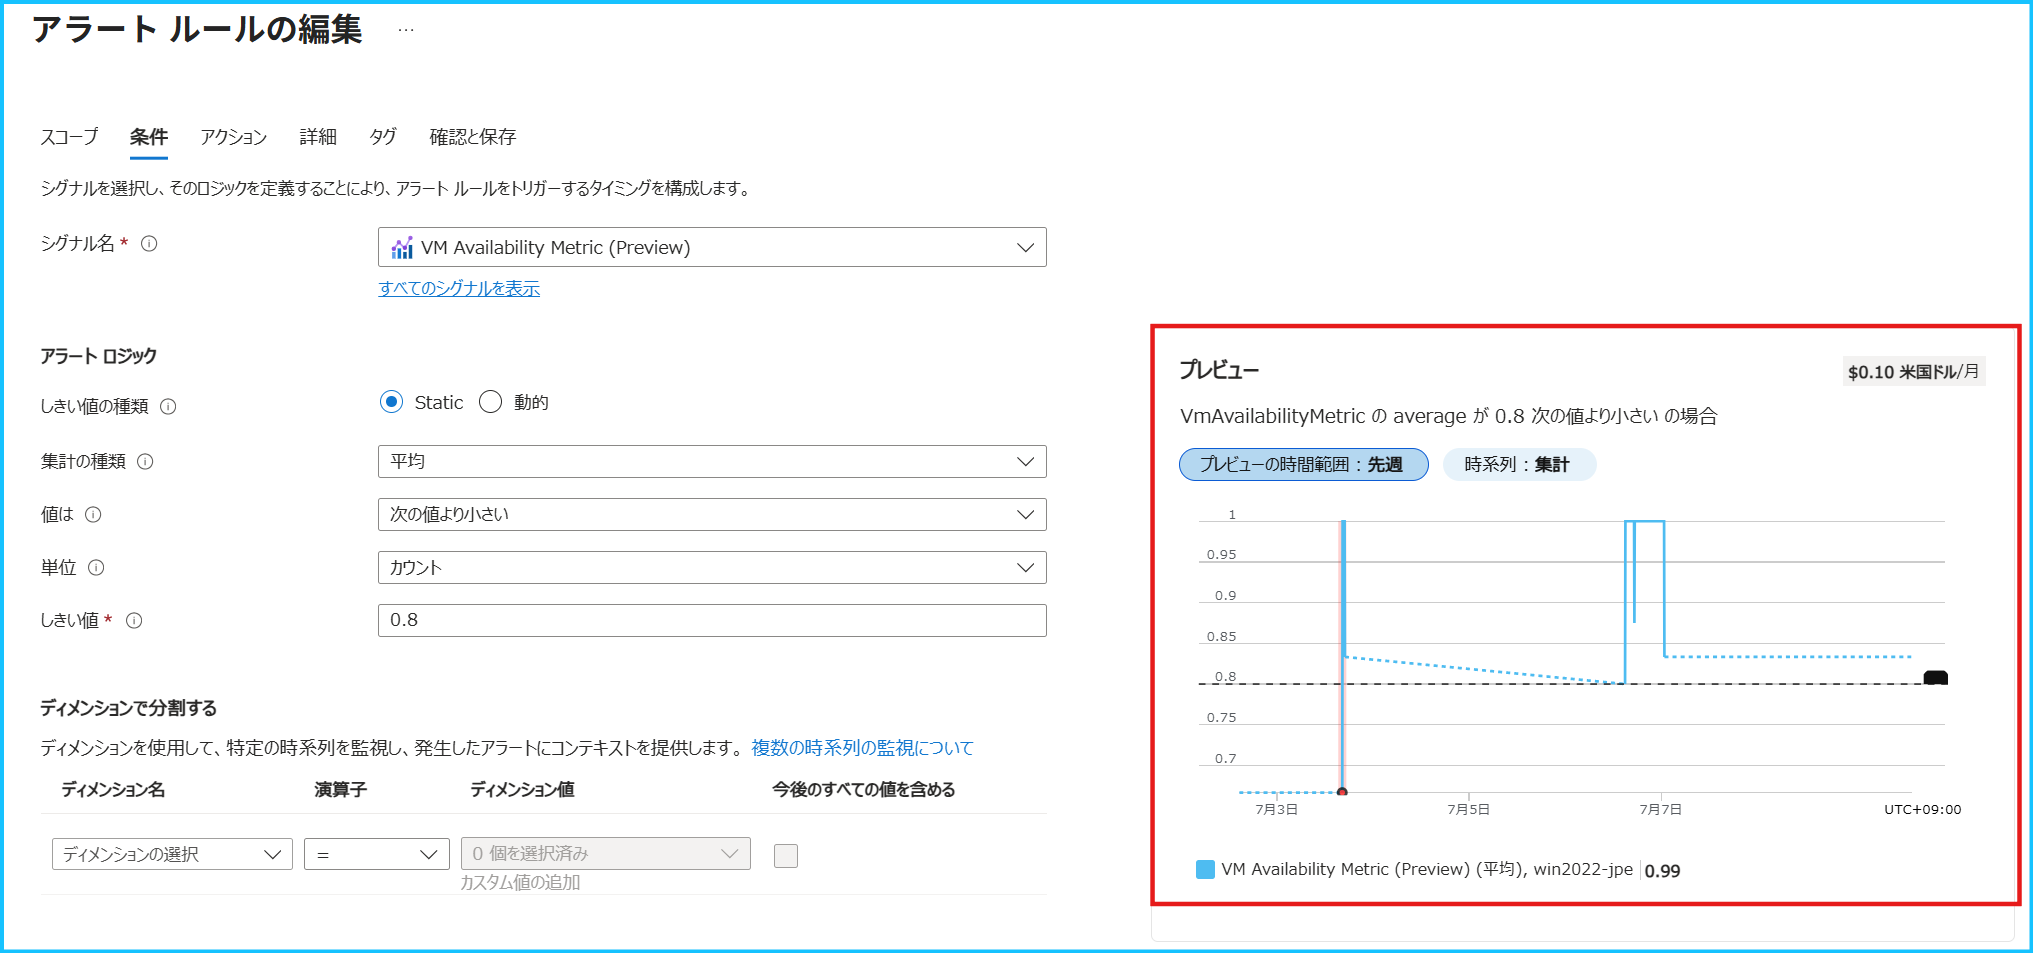 アラート ルールの編集 …
スコープ 条件 アクション 詳細 タグ 確認と保存
シグナルを選択し、そのロジックを定義することにより、アラート ルールをトリガーするタイミングを構成します。
シグナル名 *
VM Availability Metric (Preview)
すべてのシグナルを表示
アラート ロジック
しきい値の種類
Static 動的
集計の種類
平均
値は
次の値より小さい
単位
カウント
しきい値 *
0.8
ディメンションで分割する
ディメンションを使用して、特定の時系列を監視し、発生したアラートにコンテキストを提供します。 複数の時系列の監視について
ディメンション名 演算子 ディメンション値 今後のすべての値を含める
ディメンションの選択 = 0 個を選択済み
カスタム値の追加
プレビュー
$0.10 米国ドル/月
VmAvailabilityMetric の average が 0.8 次の値より小さい の場合
プレビューの時間範囲 : 先週 時系列 : 集計
1
0.95
0.9
0.85
0.8
0.75
0.7
7月3日 7月5日 7月7日 UTC+09:00
VM Availability Metric (Preview) (平均), win2022-jpe 0.99